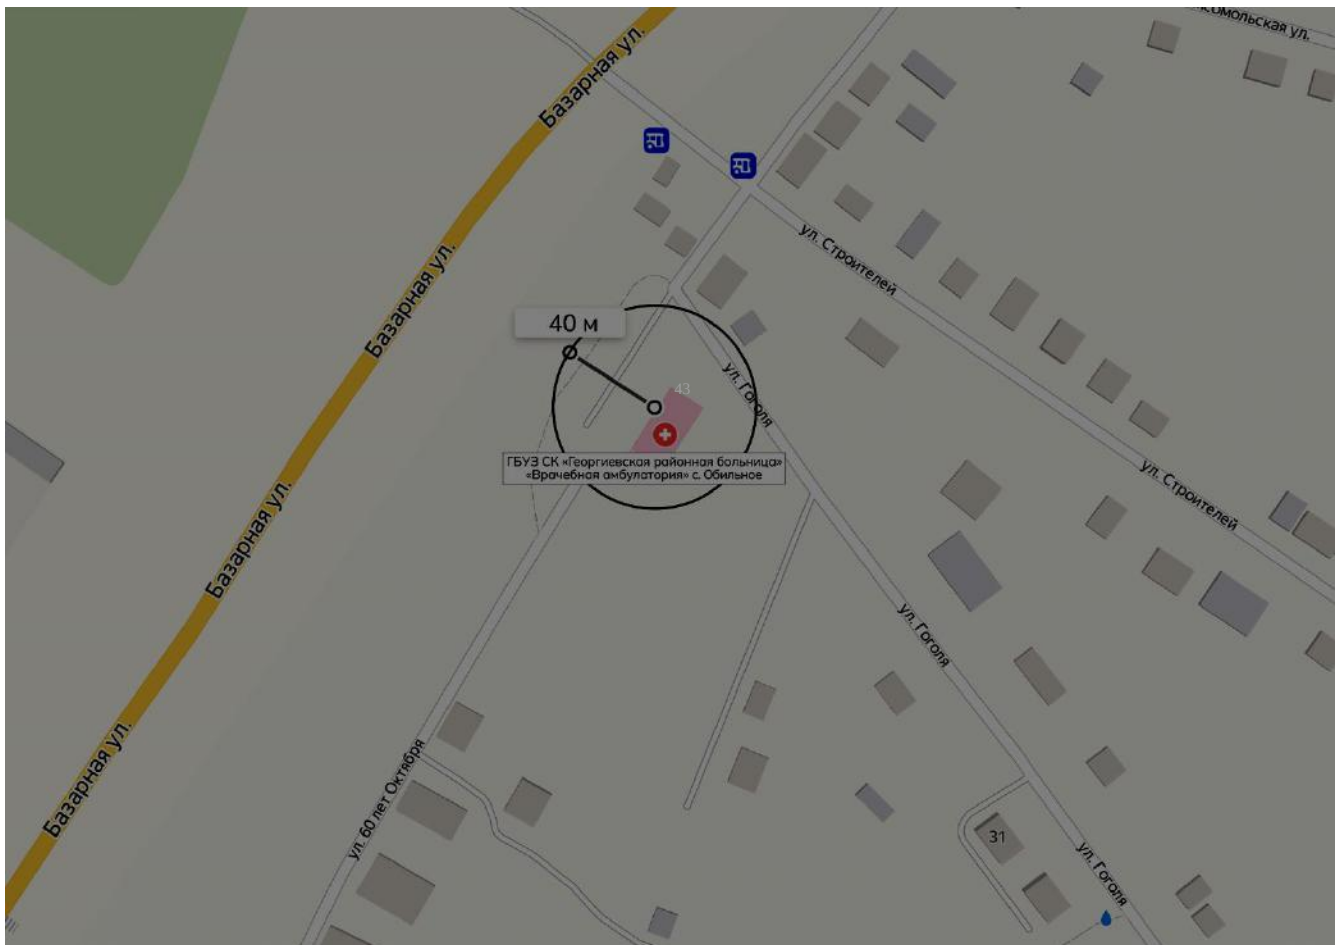 КОМСОМОЛЬСКАЯ ул.
Базарная ул.
ул. Строителей
Базарная ул.
40 м
43
ул. Гоголя
ГБУЗ СК «Георгиевская районная больница»
«Врачебная амбулатория» с. Обильное
ул. Строителей
Базарная ул.
ул. Гоголя
Базарная ул.
ул. 60 лет Октября
31
ул. Гоголя